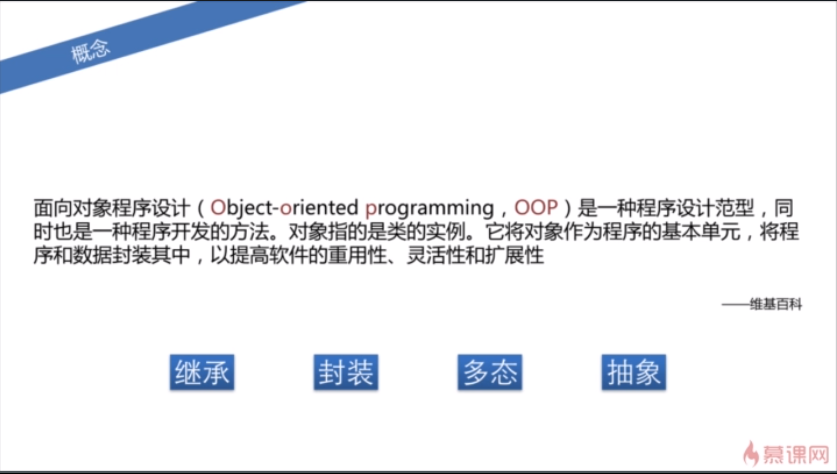 概念
面向对象程序设计（Object-oriented programming，OOP）是一种程序设计范型，同
时也是一种程序开发的方法。对象指的是类的实例。它将对象作为程序的基本单元，将程
序和数据封装其中，以提高软件的重用性、灵活性和扩展性
——维基百科
继承 封装 多态 抽象
慕课网